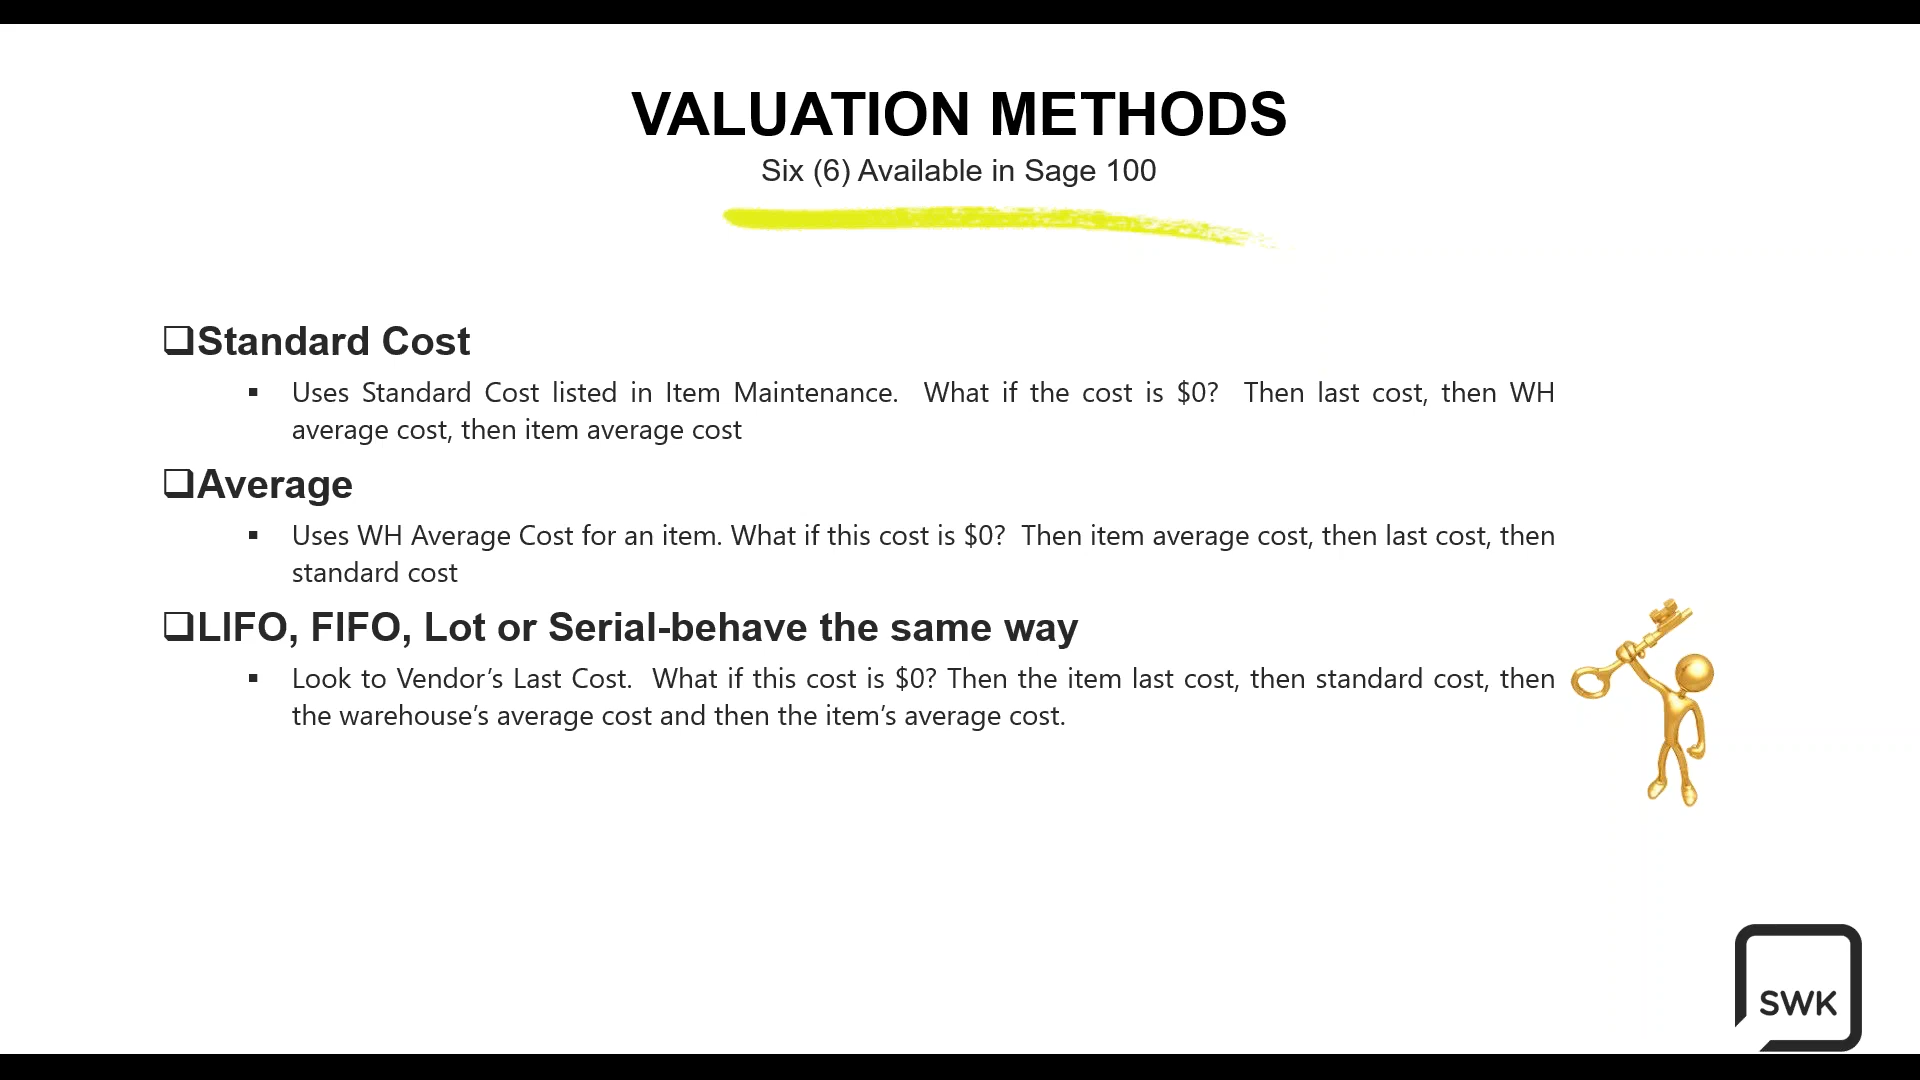 VALUATION METHODS
Six (6) Available in Sage 100
❑Standard Cost
▪ Uses Standard Cost listed in Item Maintenance. What if the cost is $0? Then last cost, then WH
average cost, then item average cost
❑Average
▪ Uses WH Average Cost for an item. What if this cost is $0? Then item average cost, then last cost, then
standard cost
❑LIFO, FIFO, Lot or Serial-behave the same way
▪ Look to Vendor’s Last Cost. What if this cost is $0? Then the item last cost, then standard cost, then
the warehouse’s average cost and then the item’s average cost.
SWK